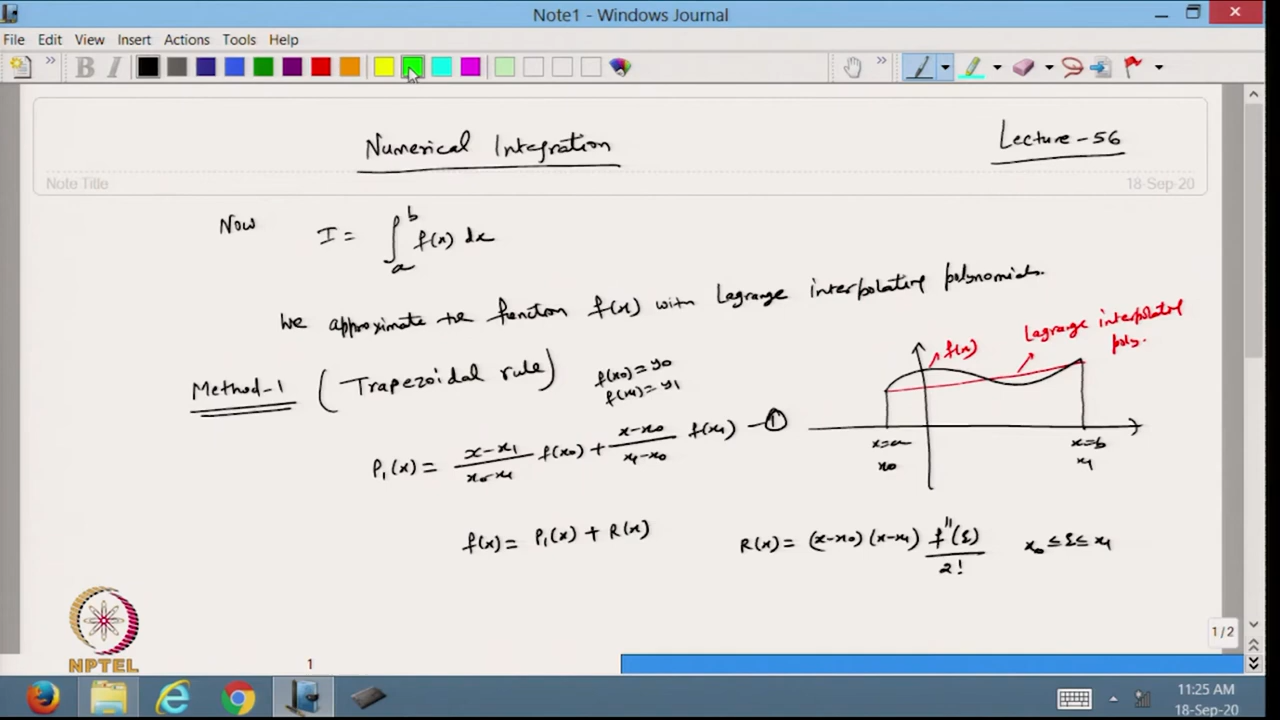 Note1 - Windows Journal
File Edit View Insert Actions Tools Help
B I
Numerical Integration
Lecture-56
Note Title
18-Sep-20
Now I = ∫_a^b f(x) dx
We approximate the function f(x) with Lagrange interpolating polynomials.
Method-1 (Trapezoidal rule)
f(x0) = y0
f(x1) = y1
P1(x) = (x-x1)/(x0-x1) f(x0) + (x-x0)/(x1-x0) f(x1) — ①
f(x)
Lagrange interpolating
poly.
x=a
x0
x=b
x1
f(x) = P1(x) + R(x)
R(x) = (x-x0) (x-x1) f''(ξ)/2! x0 ≤ ξ ≤ x1
NPTEL
1
1/2
11:25 AM
18-Sep-20